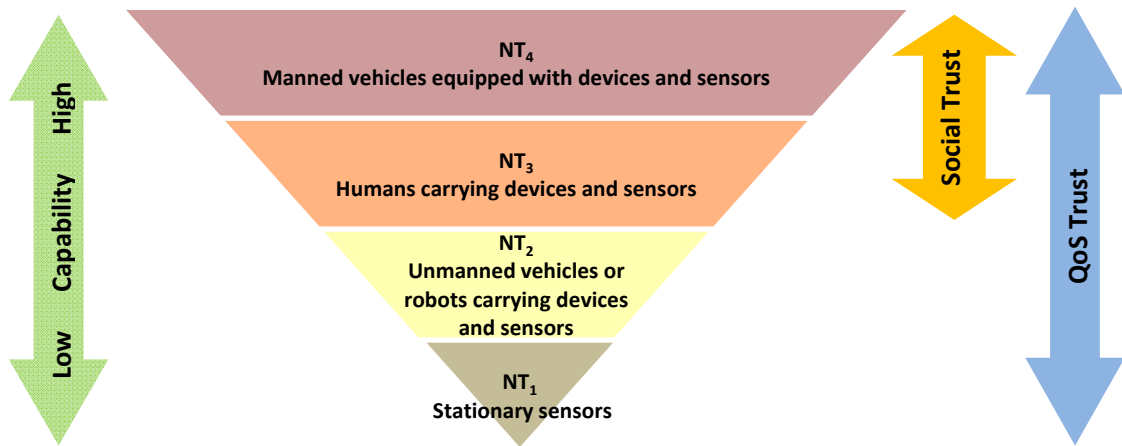 NT₄
Manned vehicles equipped with devices and sensors
NT₃
Humans carrying devices and sensors
NT₂
Unmanned vehicles or
robots carrying devices
and sensors
NT₁
Stationary sensors
Low Capability High
Social Trust
QoS Trust